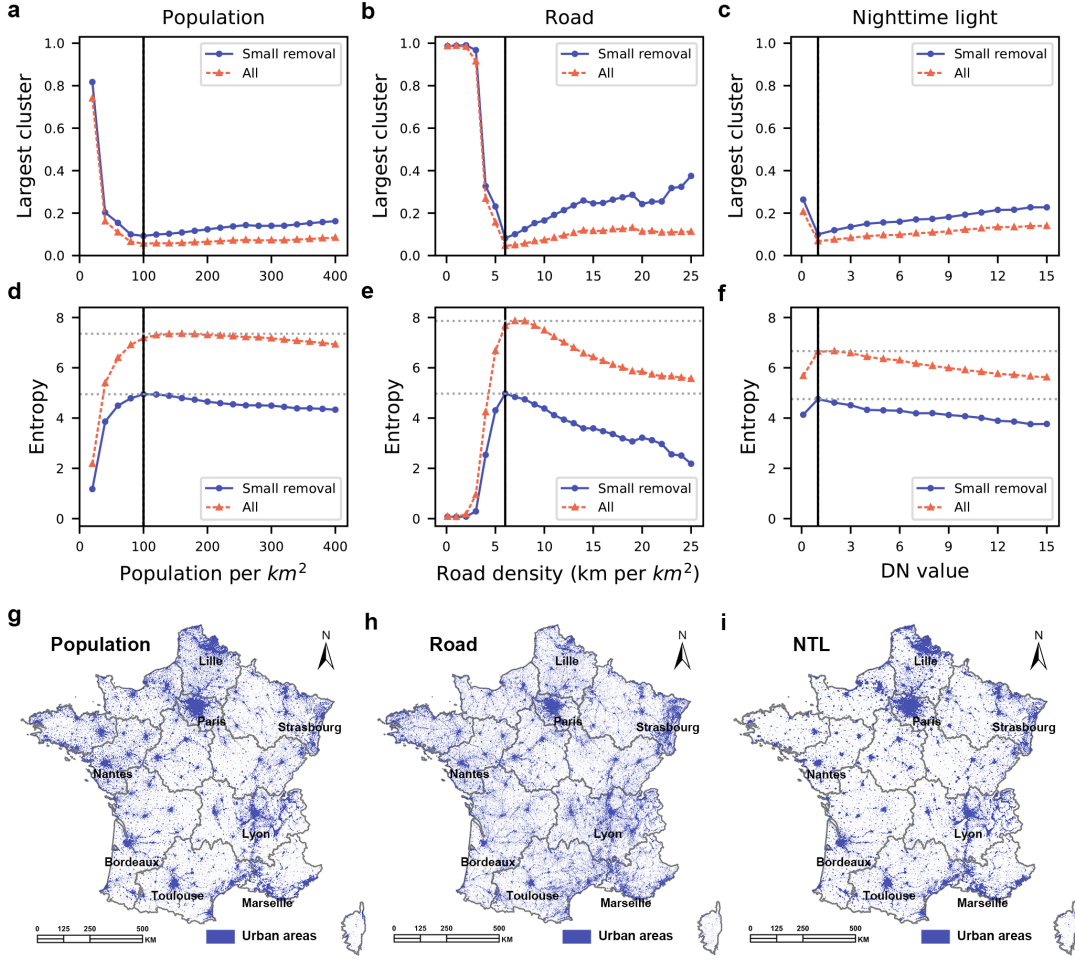 a
Population
b
Road
c
Nighttime light
Largest cluster
1.0
0.8
0.6
0.4
0.2
0.0
Small removal
All
0
100
200
300
400
Largest cluster
1.0
0.8
0.6
0.4
0.2
0.0
Small removal
All
0
5
10
15
20
25
Largest cluster
1.0
0.8
0.6
0.4
0.2
0.0
Small removal
All
0
3
6
9
12
15
d
Entropy
8
6
4
2
0
Small removal
All
0
100
200
300
400
Population per km²
e
Entropy
8
6
4
2
0
Small removal
All
0
5
10
15
20
25
Road density (km per km²)
f
Entropy
8
6
4
2
0
Small removal
All
0
3
6
9
12
15
DN value
g
Population
N
Lille
Paris
Strasbourg
Nantes
Lyon
Bordeaux
Toulouse
Marseille
0 125 250 500
KM
Urban areas
h
Road
N
Lille
Paris
Strasbourg
Nantes
Lyon
Bordeaux
Toulouse
Marseille
0 125 250 500
KM
Urban areas
i
NTL
N
Lille
Paris
Strasbourg
Nantes
Lyon
Bordeaux
Toulouse
Marseille
0 125 250 500
KM
Urban areas